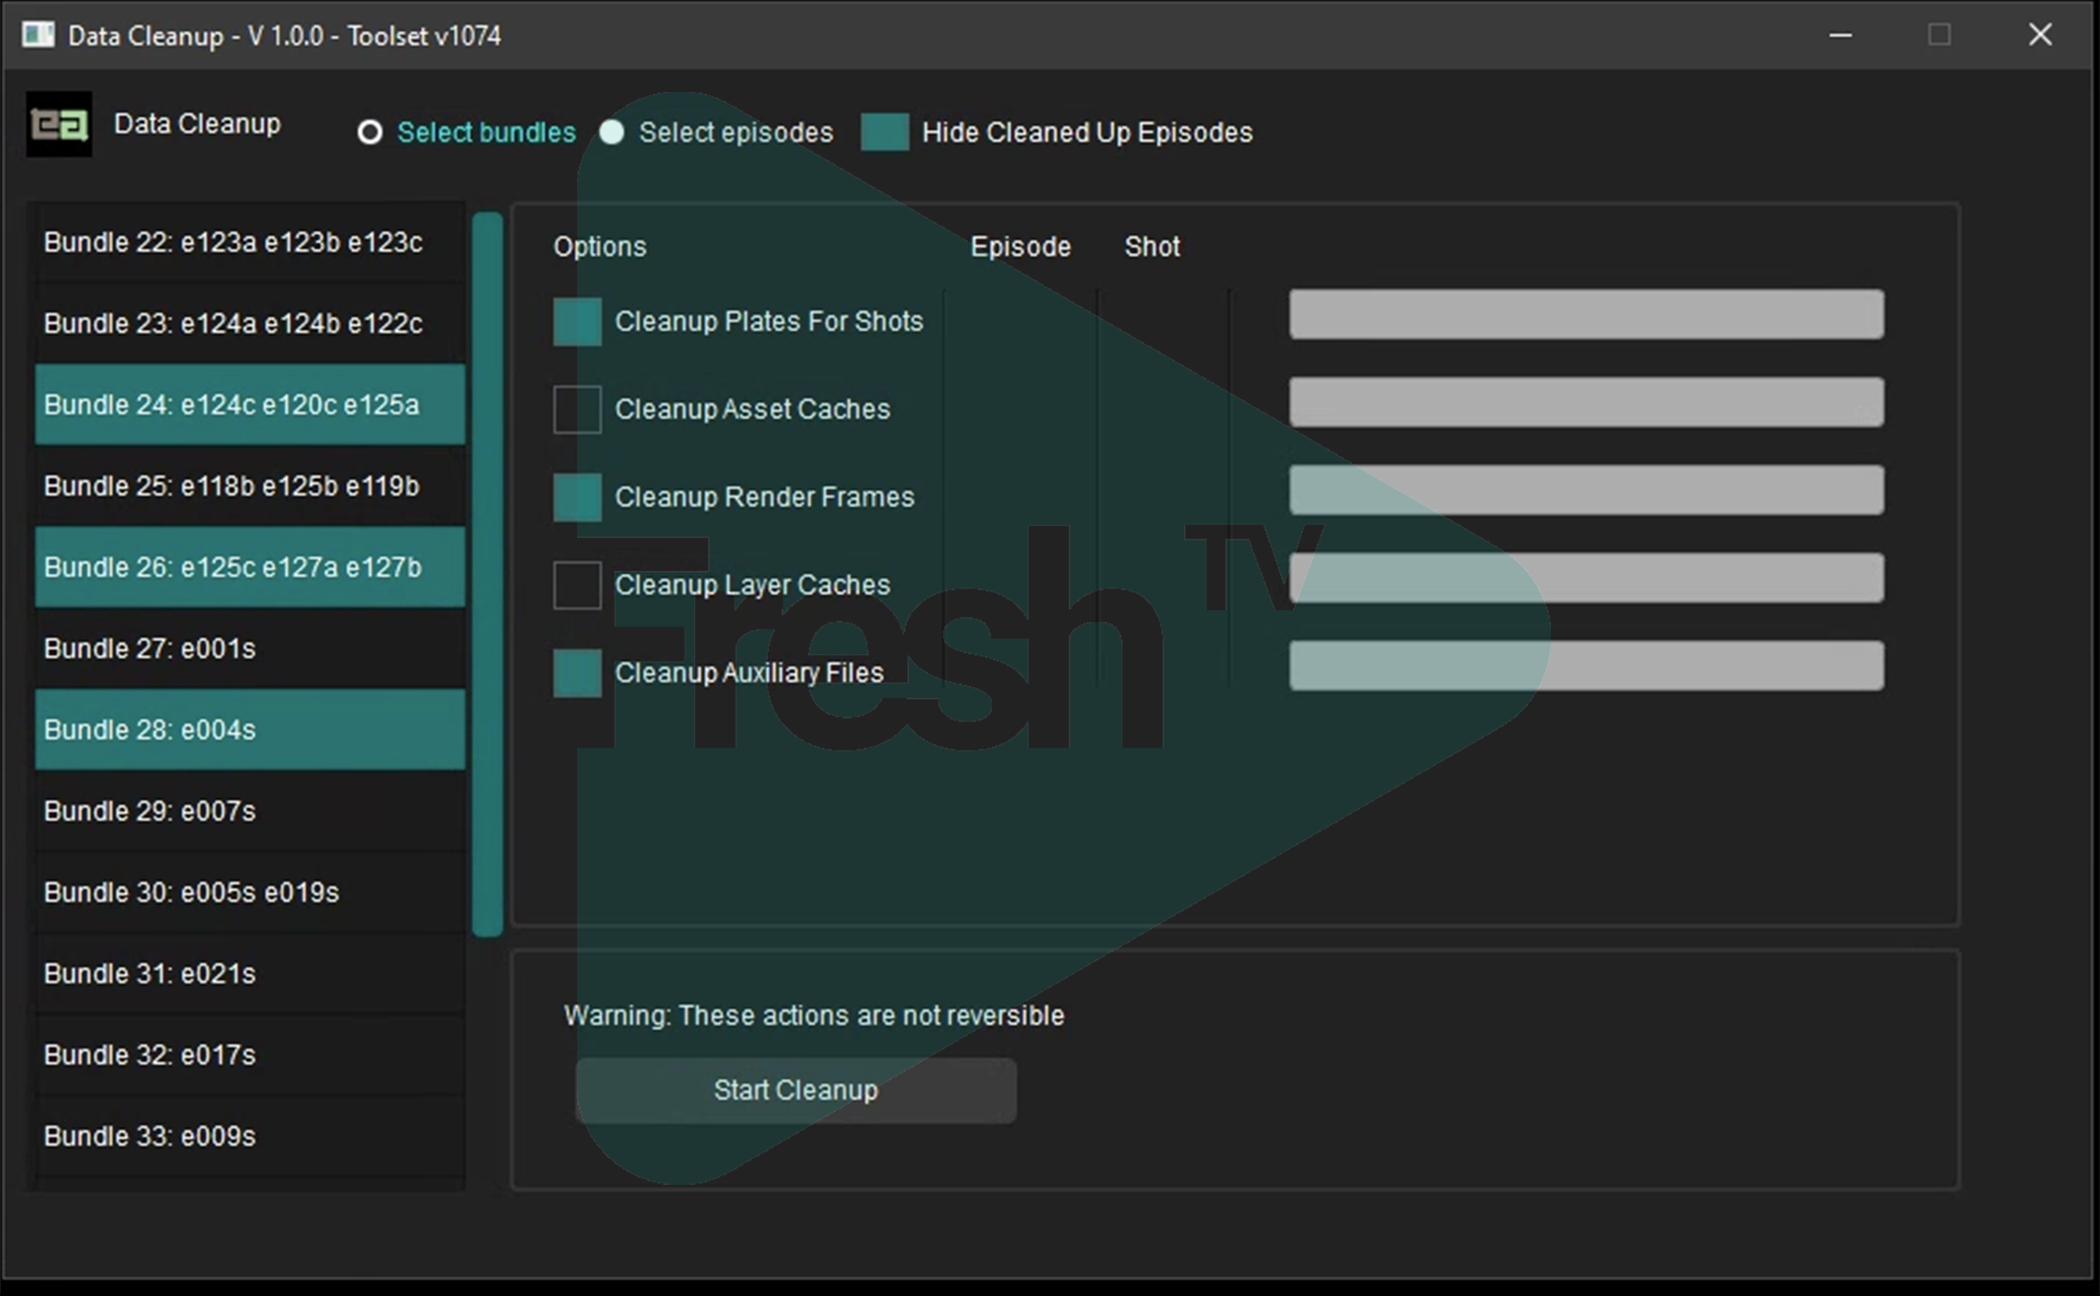 Data Cleanup - V 1.0.0 - Toolset v1074
ea Data Cleanup Select bundles Select episodes Hide Cleaned Up Episodes
Bundle 22: e123a e123b e123c
Bundle 23: e124a e124b e122c
Bundle 24: e124c e120c e125a
Bundle 25: e118b e125b e119b
Bundle 26: e125c e127a e127b
Bundle 27: e001s
Bundle 28: e004s
Bundle 29: e007s
Bundle 30: e005s e019s
Bundle 31: e021s
Bundle 32: e017s
Bundle 33: e009s
Options Episode Shot
Cleanup Plates For Shots
Cleanup Asset Caches
Cleanup Render Frames
Cleanup Layer Caches
Cleanup Auxiliary Files
Fresh TV
Warning: These actions are not reversible
Start Cleanup